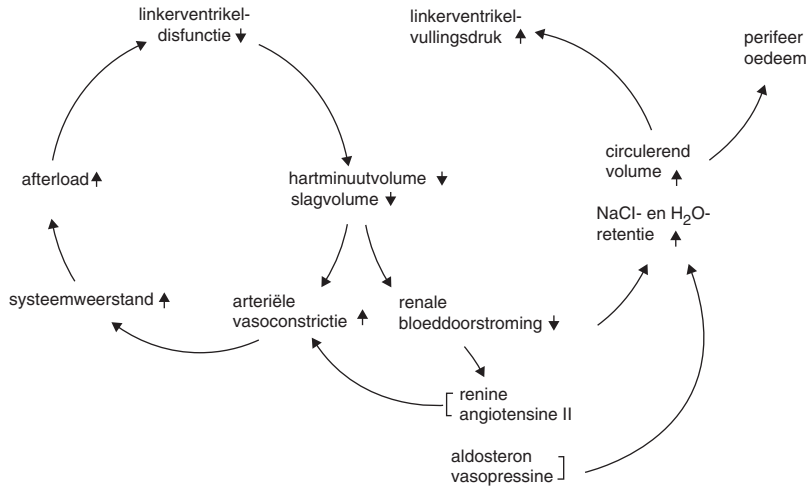 linkerventrikel-
disfunctie
linkerventrikel-
vullingsdruk
perifeer
oedeem
circulerend
volume
afterload
hartminuutvolume
slagvolume
NaCl- en H2O-
retentie
systeemweerstand
arteriële
vasoconstrictie
renale
bloeddoorstroming
renine
angiotensine II
aldosteron
vasopressine